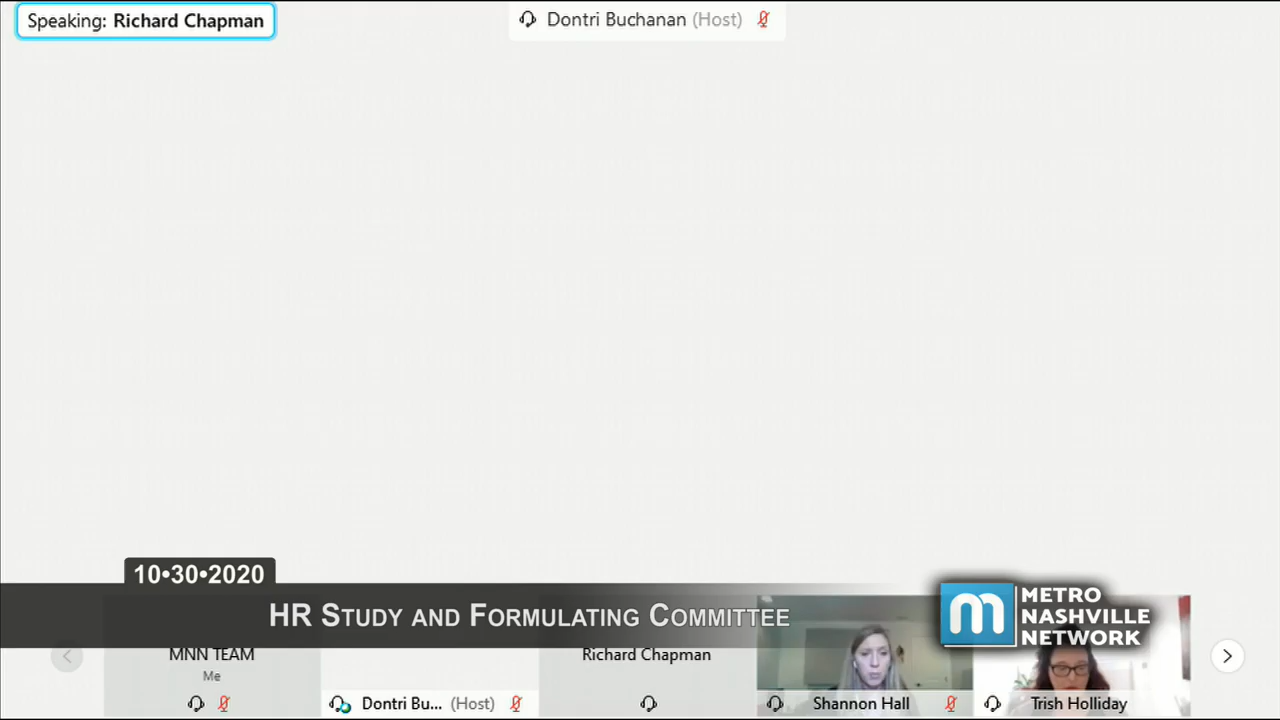 Speaking: Richard Chapman
Dontri Buchanan (Host)
10•30•2020
HR STUDY AND FORMULATING COMMITTEE
m METRO
NASHVILLE
NETWORK
MNN TEAM
Me
Dontri Bu... (Host)
Richard Chapman
Shannon Hall
Trish Holliday